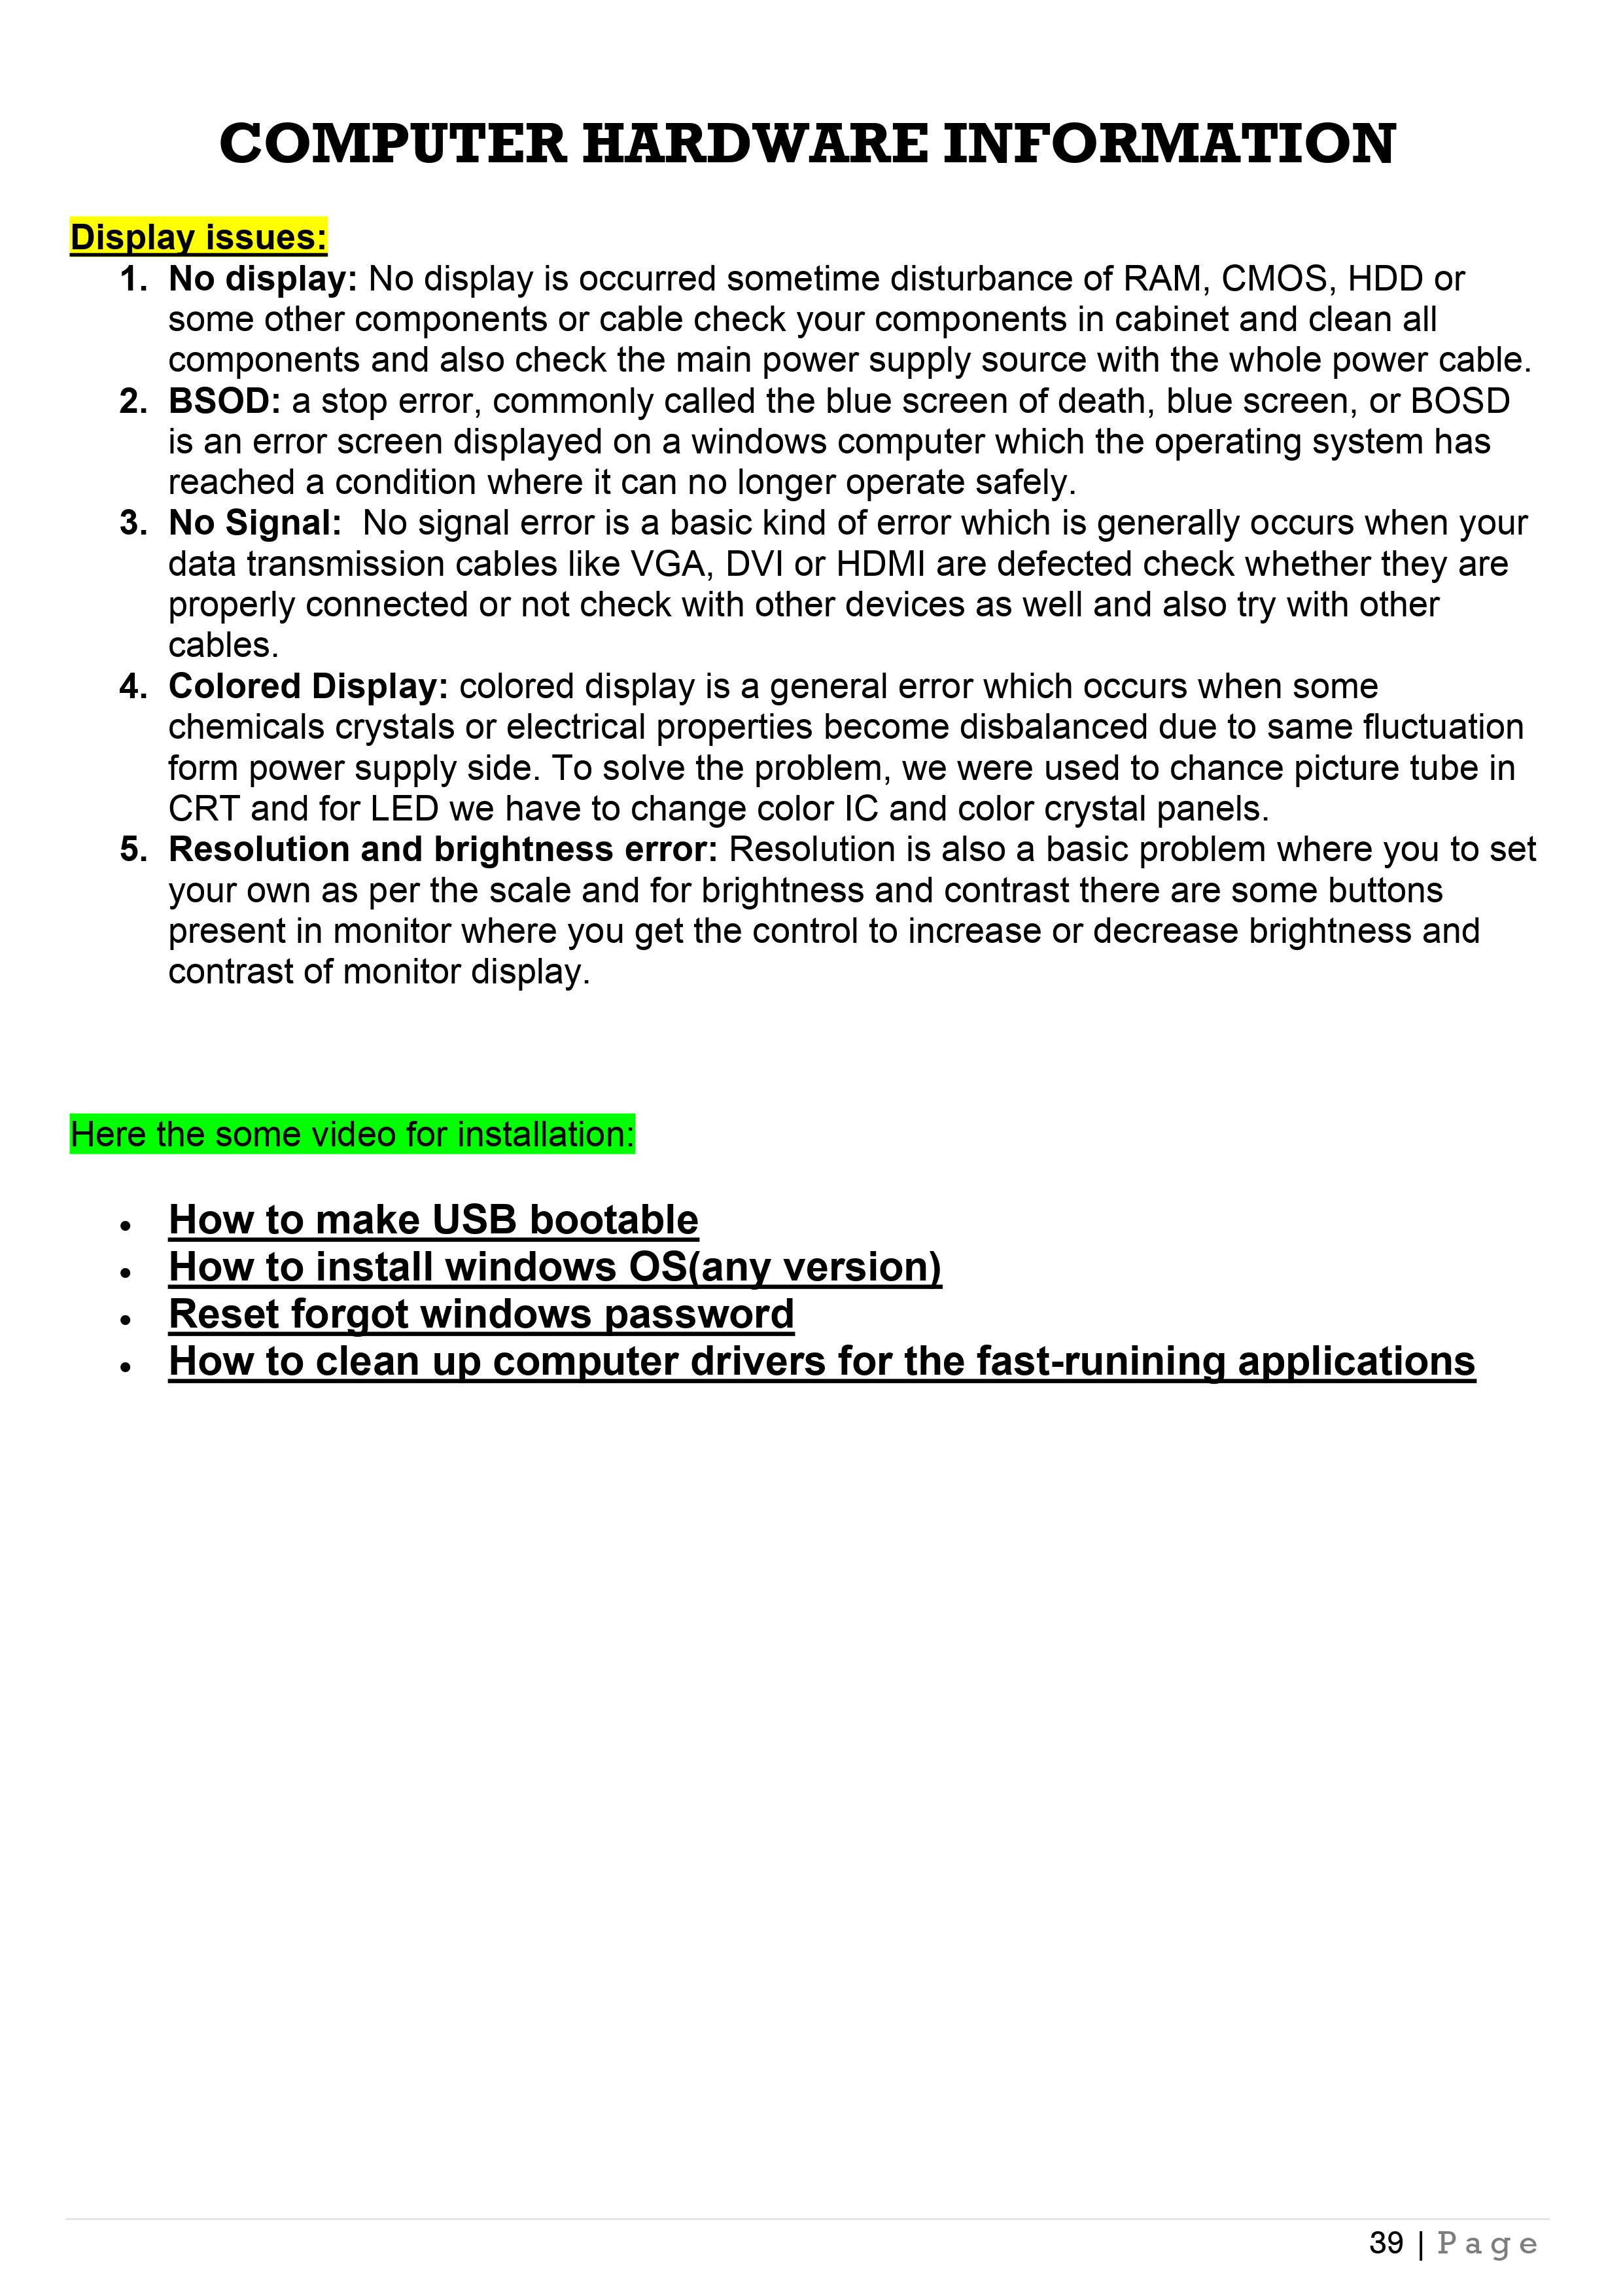 COMPUTER HARDWARE INFORMATION
Display issues:
1. No display: No display is occurred sometime disturbance of RAM, CMOS, HDD or
some other components or cable check your components in cabinet and clean all
components and also check the main power supply source with the whole power cable.
2. BSOD: a stop error, commonly called the blue screen of death, blue screen, or BOSD
is an error screen displayed on a windows computer which the operating system has
reached a condition where it can no longer operate safely.
3. No Signal:  No signal error is a basic kind of error which is generally occurs when your
data transmission cables like VGA, DVI or HDMI are defected check whether they are
properly connected or not check with other devices as well and also try with other
cables.
4. Colored Display: colored display is a general error which occurs when some
chemicals crystals or electrical properties become disbalanced due to same fluctuation
form power supply side. To solve the problem, we were used to chance picture tube in
CRT and for LED we have to change color IC and color crystal panels.
5. Resolution and brightness error: Resolution is also a basic problem where you to set
your own as per the scale and for brightness and contrast there are some buttons
present in monitor where you get the control to increase or decrease brightness and
contrast of monitor display.
Here the some video for installation:
• How to make USB bootable
• How to install windows OS(any version)
• Reset forgot windows password
• How to clean up computer drivers for the fast-runining applications
39 | Page